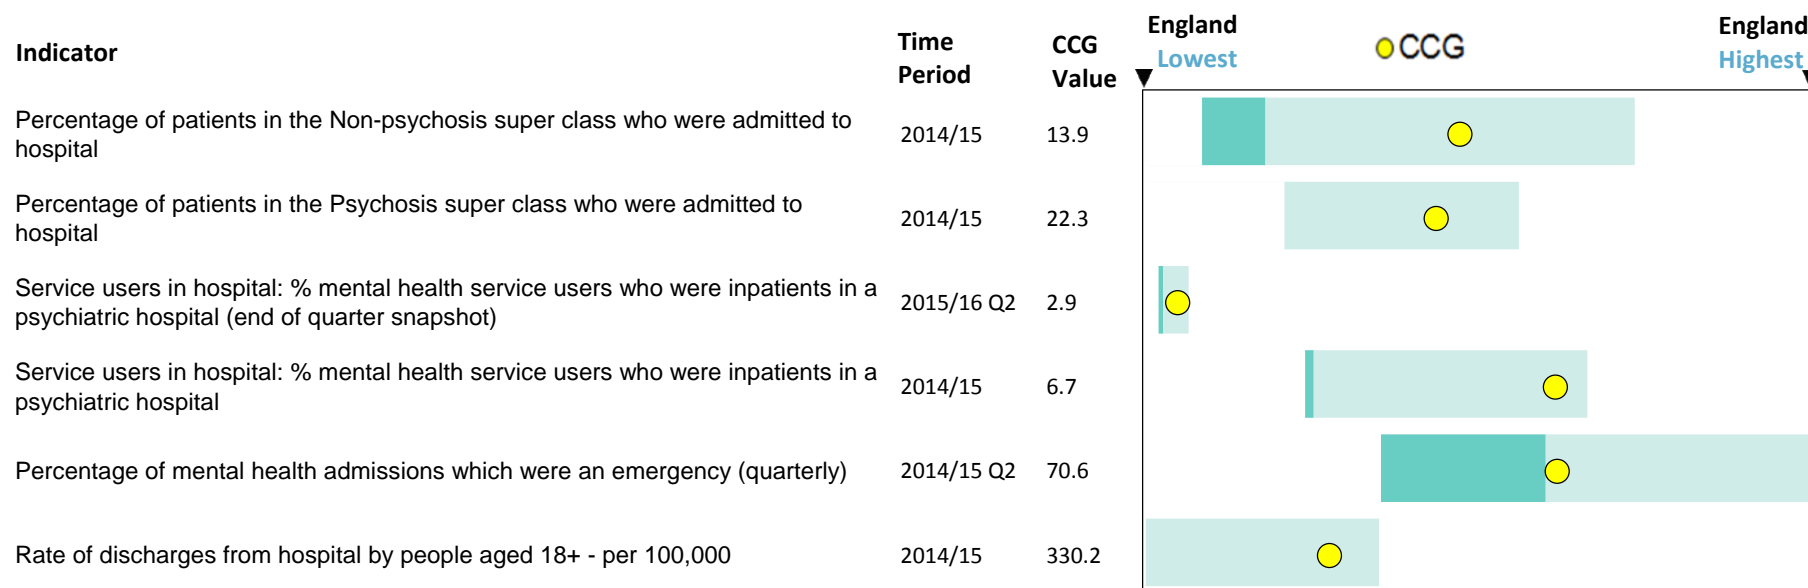 Indicator
Time
Period
CCG
Value
England
Lowest
CCG
England
Highest
Percentage of patients in the Non-psychosis super class who were admitted to
hospital
2014/15
13.9
Percentage of patients in the Psychosis super class who were admitted to
hospital
2014/15
22.3
Service users in hospital: % mental health service users who were inpatients in a
psychiatric hospital (end of quarter snapshot)
2015/16 Q2
2.9
Service users in hospital: % mental health service users who were inpatients in a
psychiatric hospital
2014/15
6.7
Percentage of mental health admissions which were an emergency (quarterly)
2014/15 Q2
70.6
Rate of discharges from hospital by people aged 18+ - per 100,000
2014/15
330.2